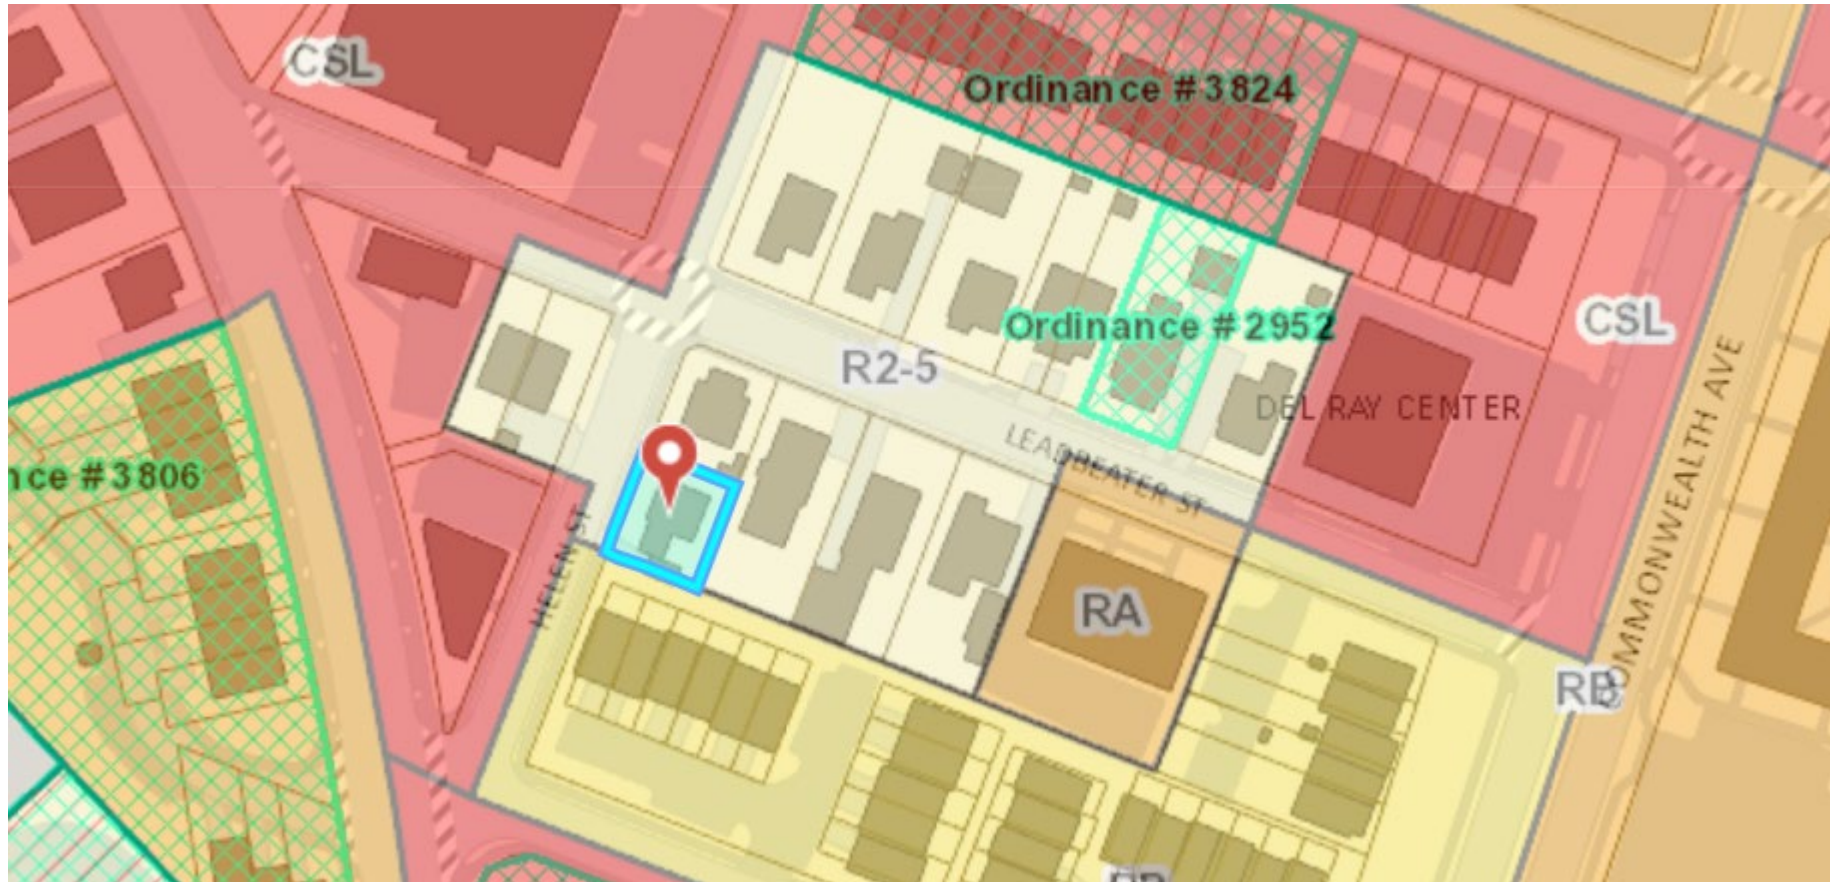 CSL
Ordinance #3824
Ordinance #2952
CSL
R2-5
DEL RAY CENTER
LEADBEATER ST
COMMONWEALTH AVE
nce #3806
HELEN ST
RA
RB
RB